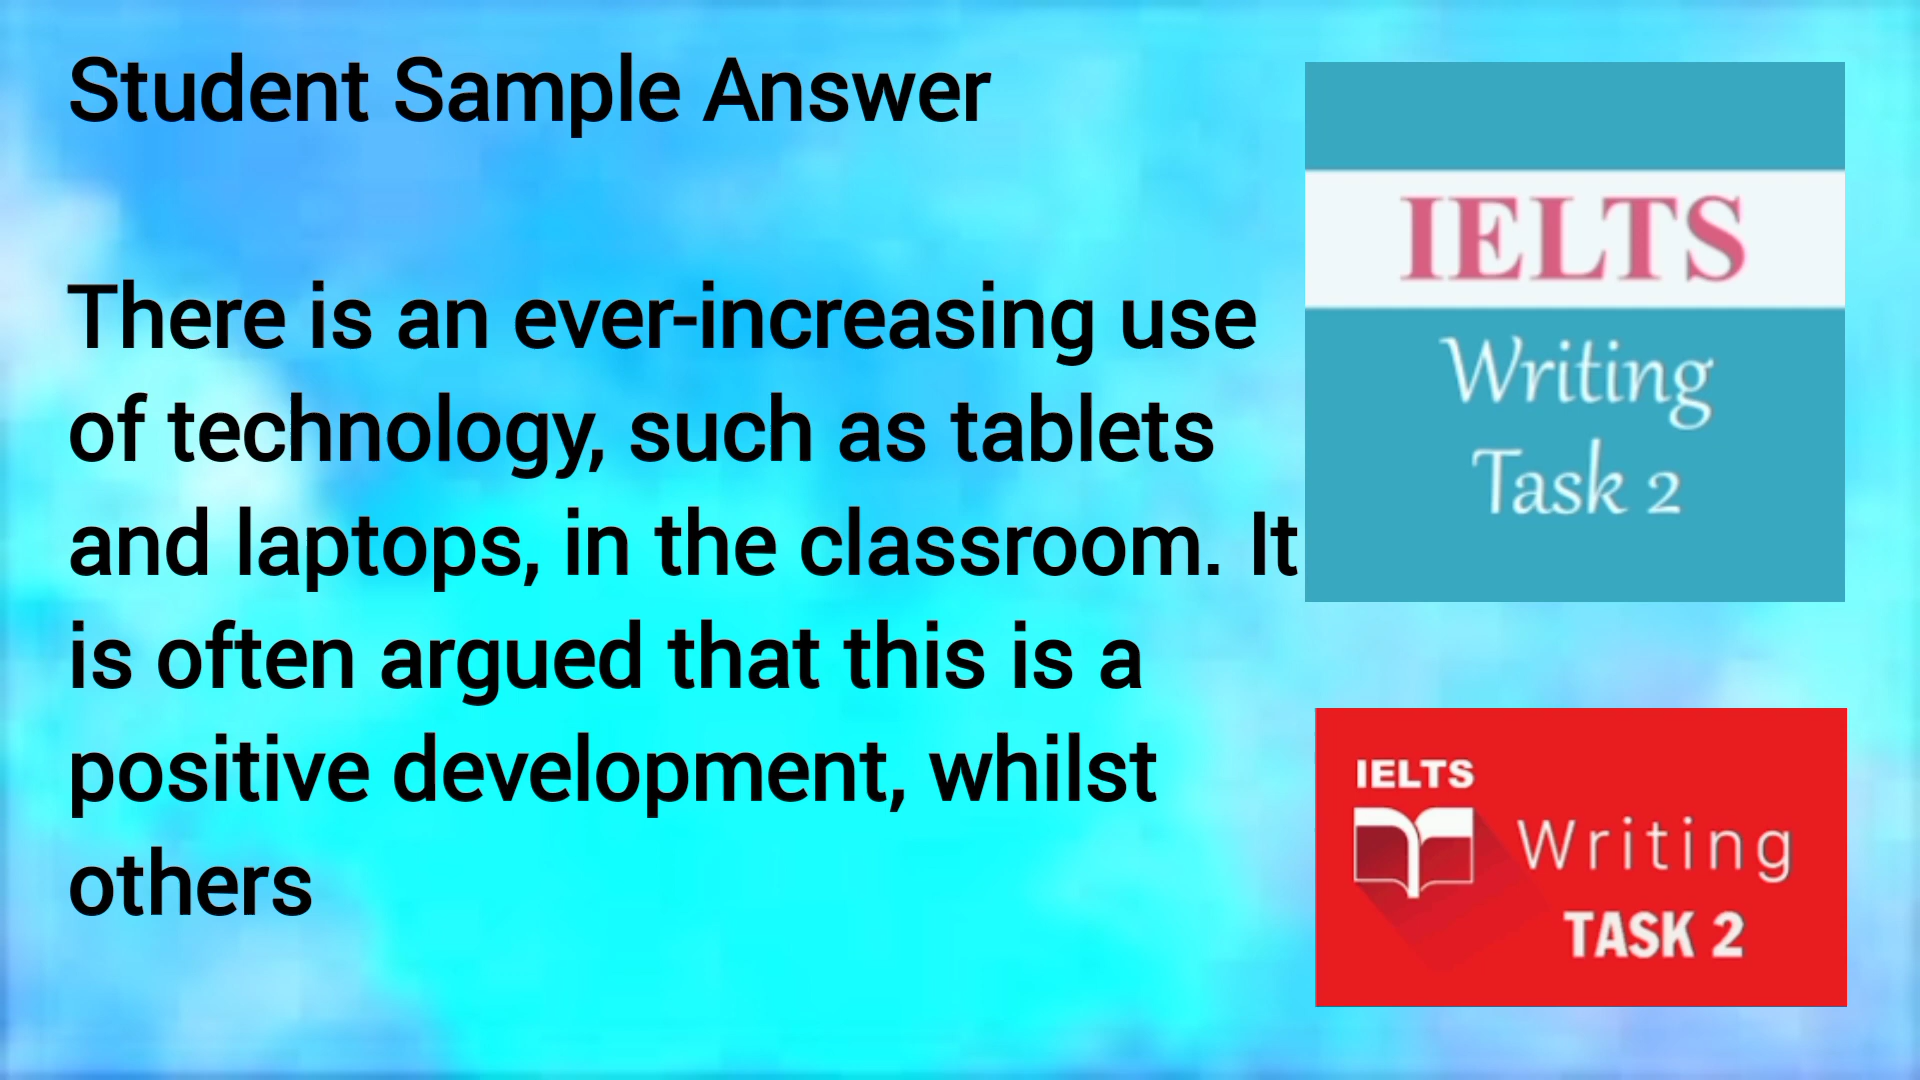 Student Sample Answer
There is an ever-increasing use
of technology, such as tablets
and laptops, in the classroom. It
is often argued that this is a
positive development, whilst
others
IELTS
Writing
Task 2
IELTS
Writing
TASK 2